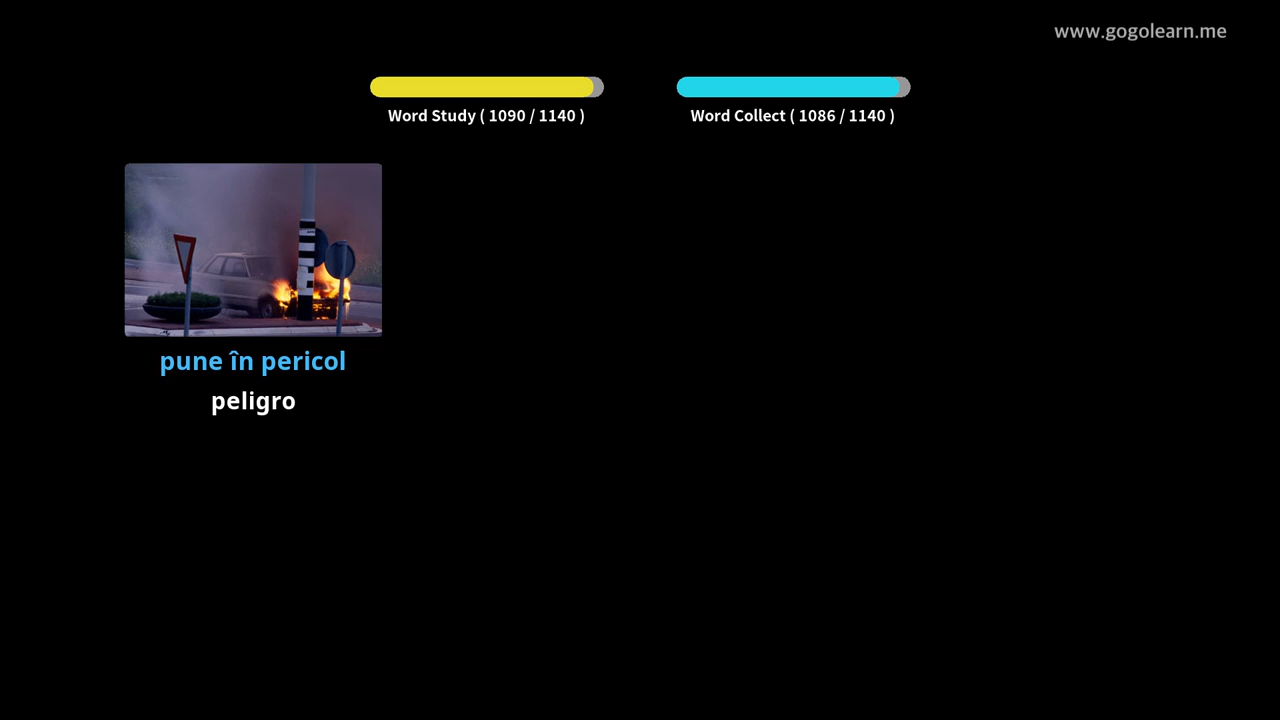 www.gogolearn.me
Word Study ( 1090 / 1140 )
Word Collect ( 1086 / 1140 )
pune în pericol
peligro